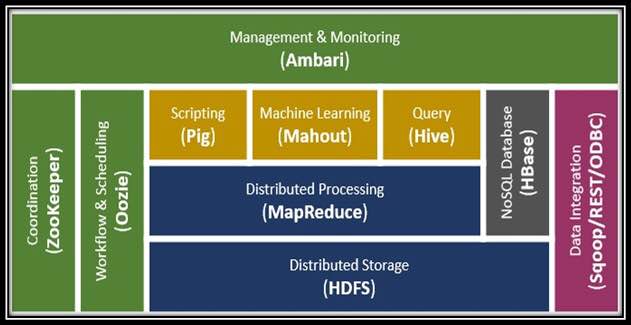 Management & Monitoring
(Ambari)
Coordination
(ZooKeeper)
Workflow & Scheduling
(Oozie)
Scripting
(Pig)
Machine Learning
(Mahout)
Query
(Hive)
NoSQL Database
(HBase)
Data Integration
(Sqoop/REST/ODBC)
Distributed Processing
(MapReduce)
Distributed Storage
(HDFS)